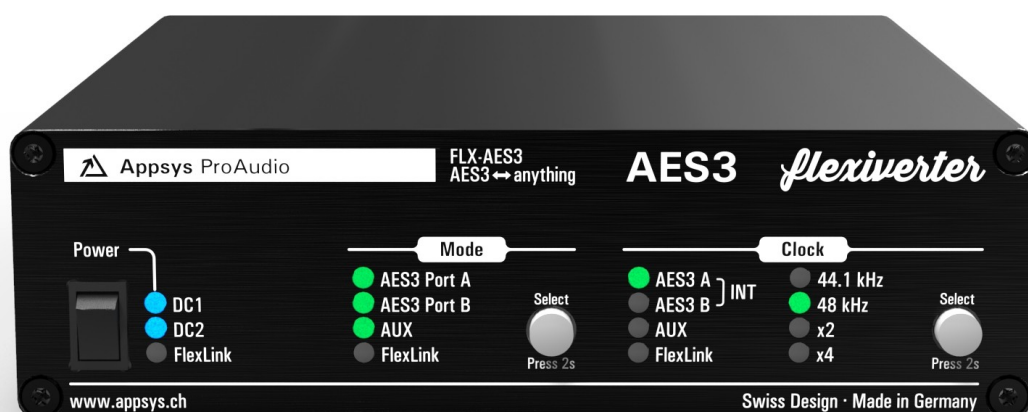 Appsys ProAudio
FLX-AES3
AES3↔anything
AES3
flexiverter
Power
DC1
DC2
FlexLink
Mode
AES3 Port A
AES3 Port B
AUX
FlexLink
Select
Press 2s
Clock
AES3 A
AES3 B
INT
AUX
FlexLink
44.1 kHz
48 kHz
x2
x4
Select
Press 2s
www.appsys.ch
Swiss Design · Made in Germany